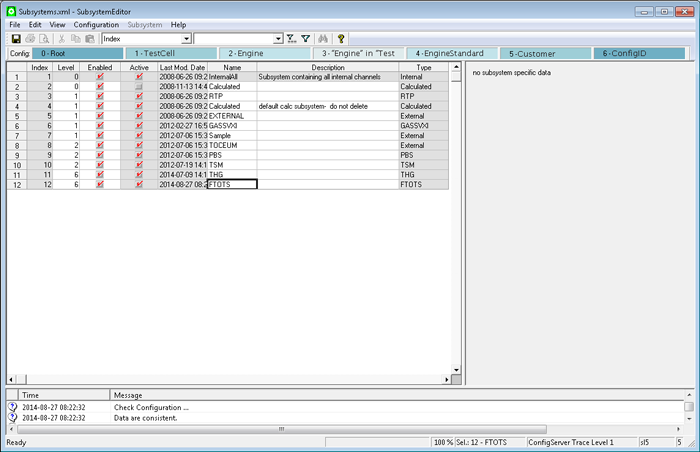 Subsystems.xml - SubsystemEditor
File Edit View Configuration Subsystem Help
Index
Config: 0-Root 1-TestCell 2-Engine 3-"Engine" in "Test 4-EngineStandard 5-Customer 6-ConfigID
Index Level Enabled Active Last Mod. Date Name Description Type
1 1 0 2008-06-26 09:2 InternalAll Subsystem containing all internal channels Internal
2 2 0 2008-11-13 14:4 Calculated Calculated
3 3 1 2008-06-26 09:2 RTP RTP
4 4 1 2008-06-26 09:2 Calculated default calc subsystem- do not delete Calculated
5 5 1 2008-06-26 09:2 EXTERNAL External
6 6 1 2012-02-27 16:5 GASSVXI GASSVXI
7 7 1 2012-07-06 15:3 Sample External
8 8 2 2012-07-06 15:3 TOCEUM External
9 9 2 2012-07-06 15:3 PBS PBS
10 10 2 2012-07-19 14:1 TSM TSM
11 11 6 2014-07-09 14:1 THG THG
12 12 6 2014-08-27 08:2 FTOTS FTOTS
no subsystem specific data
Time Message
2014-08-27 08:22:32 Check Configuration ...
2014-08-27 08:22:32 Data are consistent.
Ready 100 % Sel.: 12 - FTOTS ConfigServer Trace Level 1 sl5 5